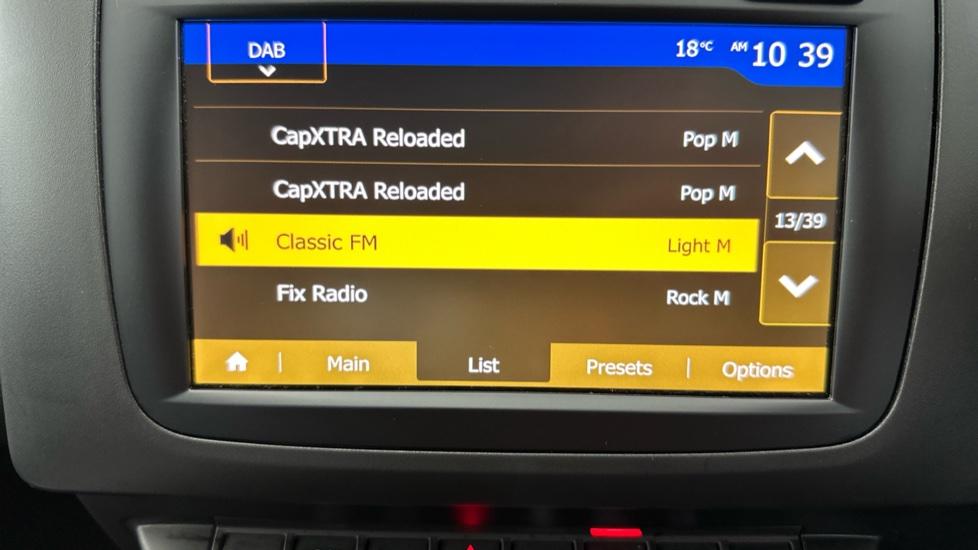 DAB 18°C AM 10 39
CapXTRA Reloaded Pop M
CapXTRA Reloaded Pop M
13/39
Classic FM Light M
Fix Radio Rock M
Main | List Presets | Options